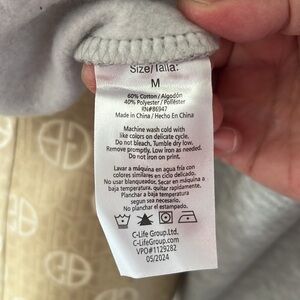 Size/Talla:
M
60% Cotton / Algodón
40% Polyester / Poliéster
RN#86947
Made in China / Hecho En China
Machine wash cold with
like colors on delicate cycle.
Do not bleach. Tumble dry low.
Remove promptly. Low iron as needed.
Do not iron on print.
Lavar a máquina en agua fría con
colores similares en ciclo delicado.
No usar blanqueador. Secar en máquina a
baja temperatura. quitar rapidamente.
Planchar a baja temperatura
segun sea necesario.
No planchar el estampado.
C-Life Group.Ltd.
C-LifeGroup.com
VPO#1129282
05/2024